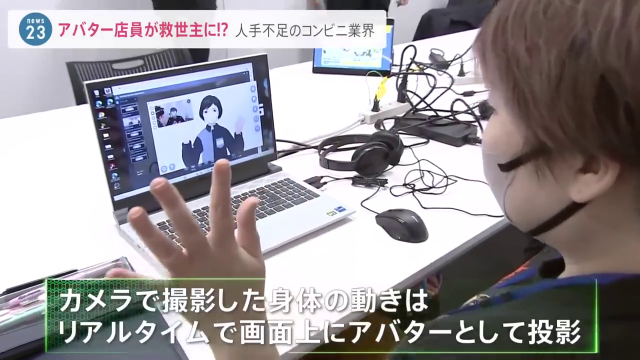 news
23
アバター店員が救世主に!?
人手不足のコンビニ業界
カメラで撮影した身体の動きは
リアルタイムで画面上にアバターとして投影